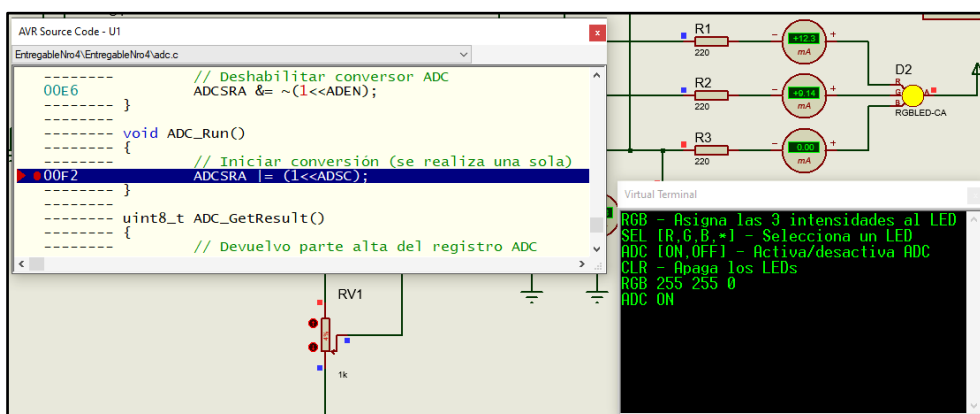 AVR Source Code - U1
EntregableNro4\EntregableNro4\adc.c
-------- // Deshabilitar conversor ADC
00E6 ADCSRA &= ~(1<<ADEN);
-------- }
--------
-------- void ADC_Run()
-------- {
-------- // Iniciar conversión (se realiza una sola)
00F2 ADCSRA |= (1<<ADSC);
-------- }
--------
-------- uint8_t ADC_GetResult()
-------- {
-------- // Devuelvo parte alta del registro ADC
R1
220
- +12.3 +
mA
R2
220
- +9.14 +
mA
R3
220
- 0.00 +
mA
D2
R
G
B
A
RGBLED-CA
RV1
4%
1k
Virtual Terminal
RGB - Asigna las 3 intensidades al LED
SEL [R,G,B,*] - Selecciona un LED
ADC [ON,OFF] - Activa/desactiva ADC
CLR - Apaga los LEDs
RGB 255 255 0
ADC ON